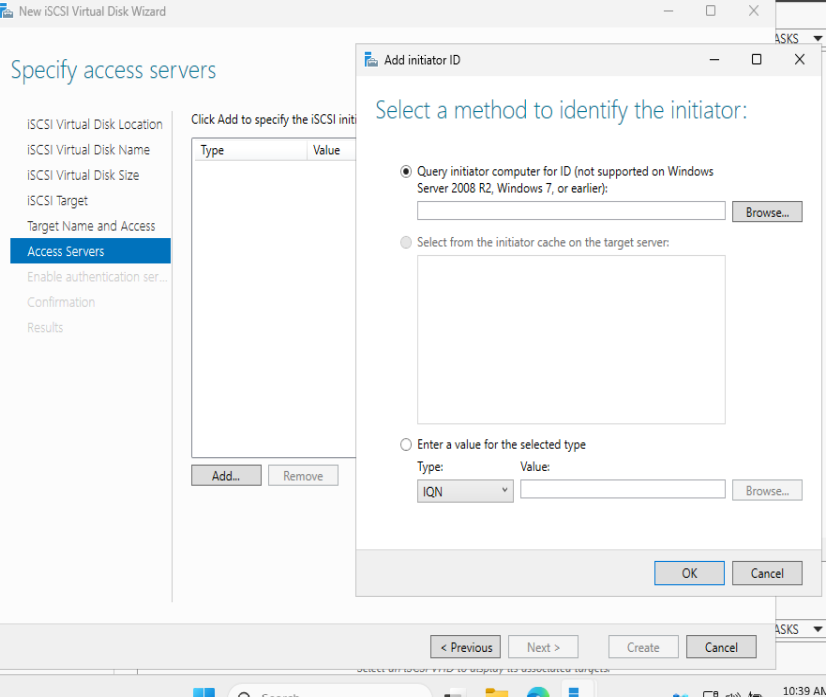 New iSCSI Virtual Disk Wizard
ASKS
Specify access servers
Add initiator ID
Select a method to identify the initiator:
iSCSI Virtual Disk Location
iSCSI Virtual Disk Name
iSCSI Virtual Disk Size
iSCSI Target
Target Name and Access
Access Servers
Enable authentication ser...
Confirmation
Results
Click Add to specify the iSCSI initi
Type Value
Add... Remove
Query initiator computer for ID (not supported on Windows
Server 2008 R2, Windows 7, or earlier):
Browse...
Select from the initiator cache on the target server:
Enter a value for the selected type
Type: Value:
IQN Browse...
OK Cancel
ASKS
< Previous Next > Create Cancel
Select an iSCSI VHD to display its associated targets.
Search
10:39 AM